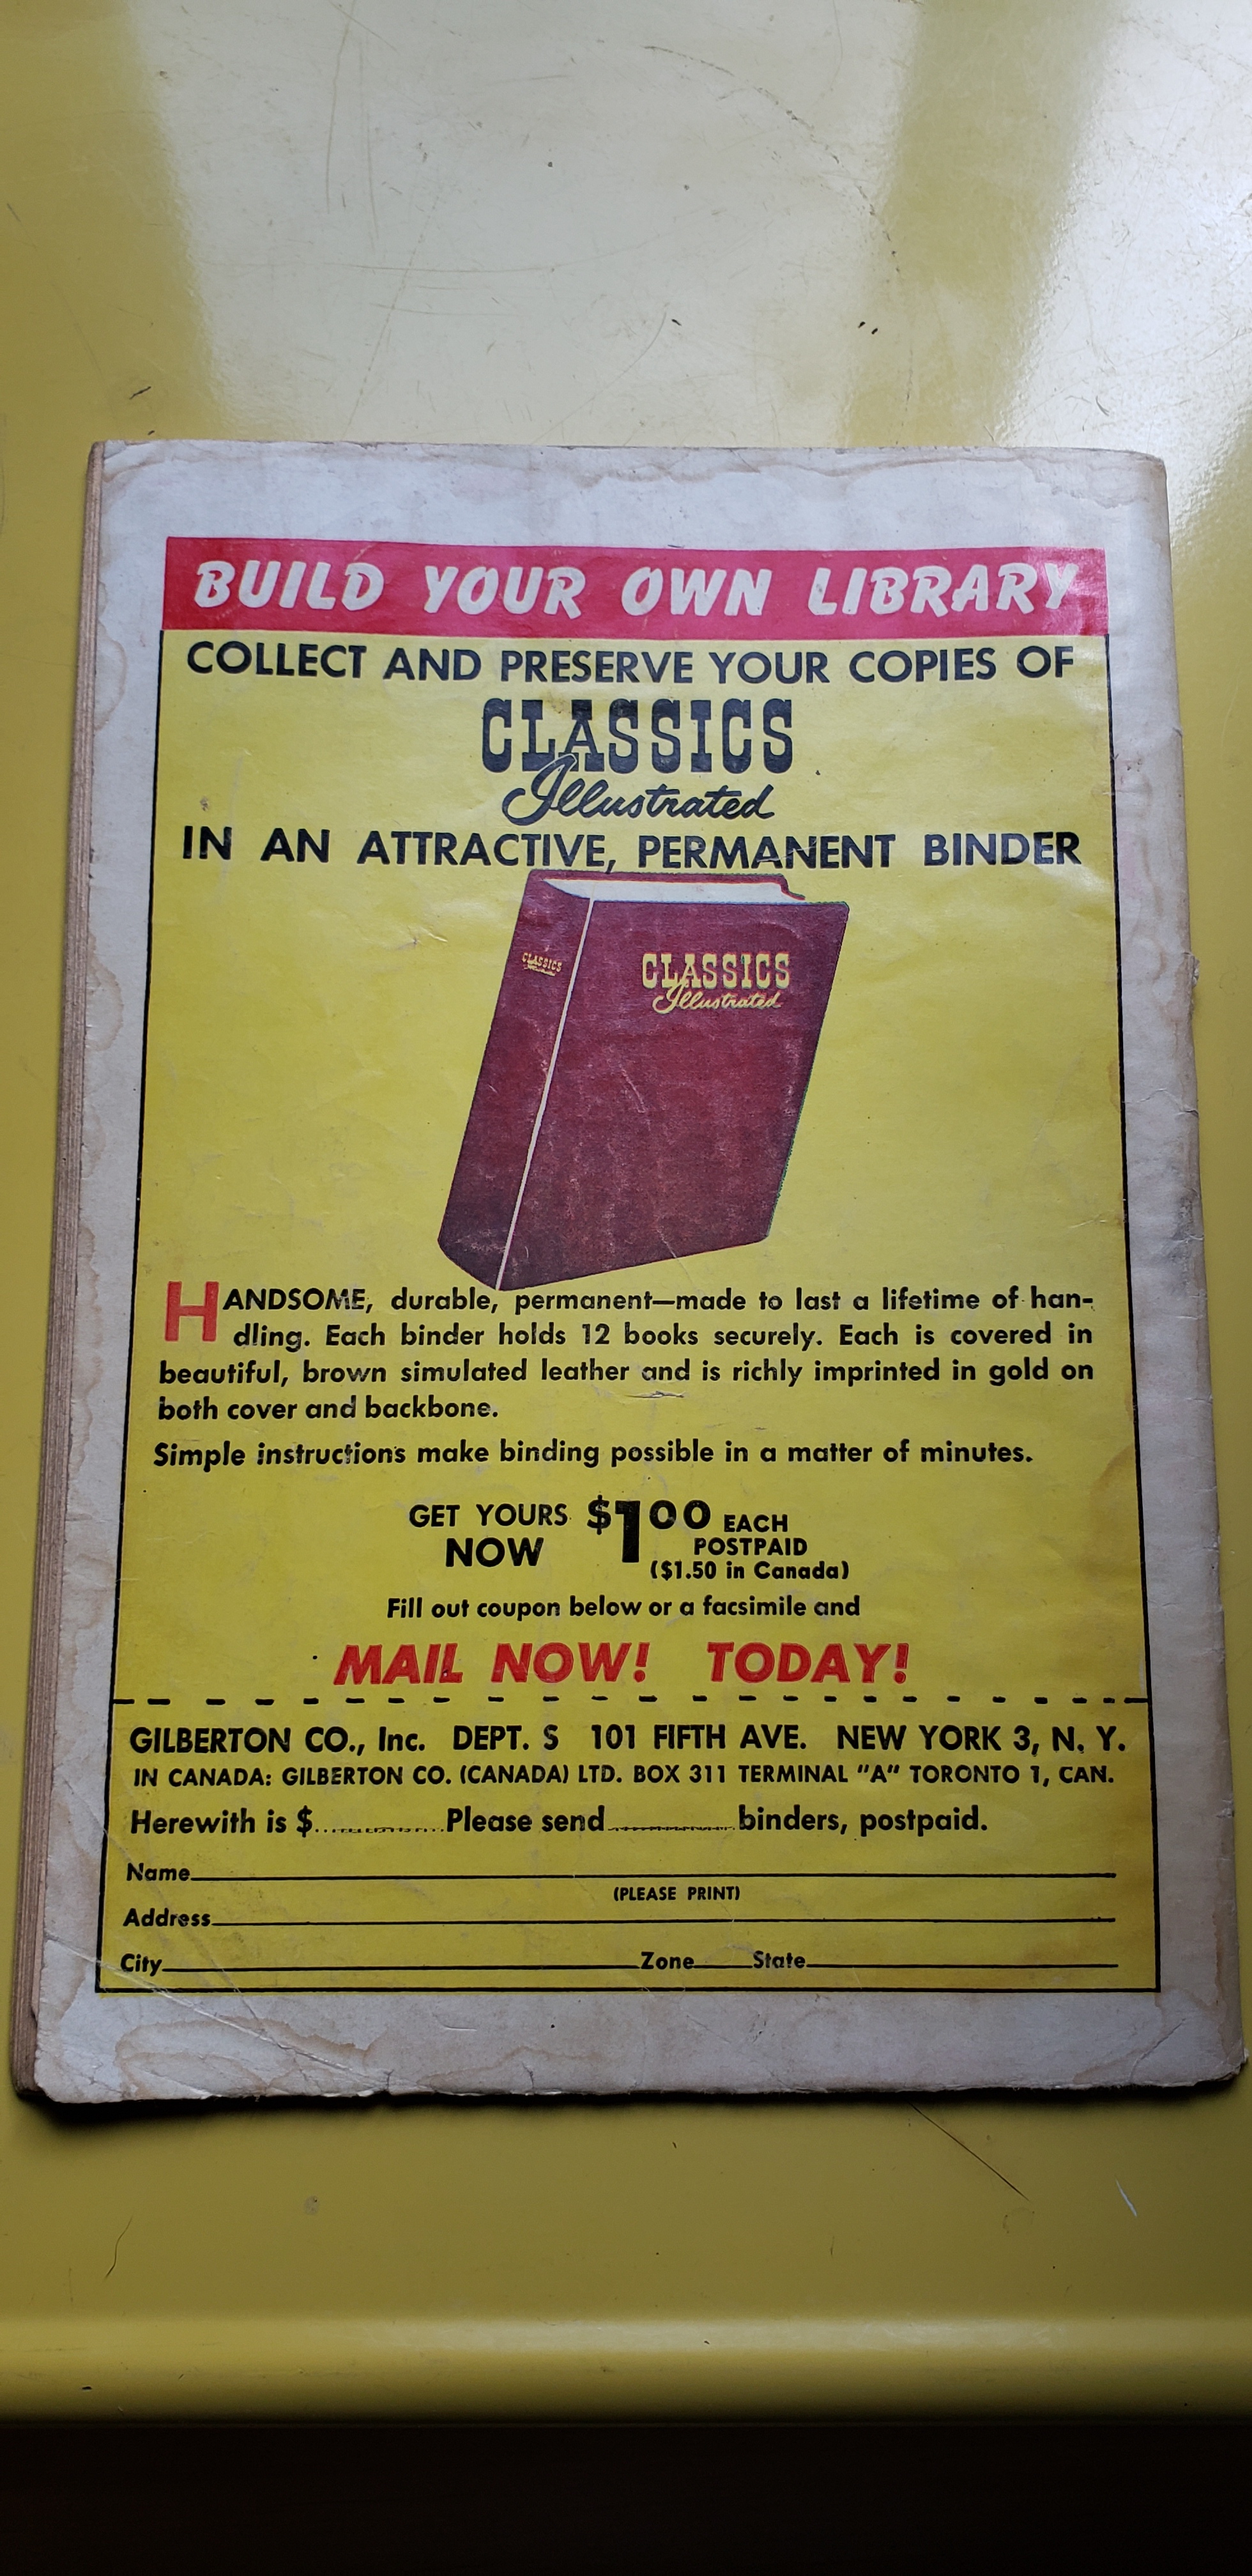 BUILD YOUR OWN LIBRARY
COLLECT AND PRESERVE YOUR COPIES OF
CLASSICS
Illustrated
IN AN ATTRACTIVE, PERMANENT BINDER
CLASSICS
Illustrated
CLASSICS
Illustrated
HANDSOME, durable, permanent—made to last a lifetime of han-
dling. Each binder holds 12 books securely. Each is covered in
beautiful, brown simulated leather and is richly imprinted in gold on
both cover and backbone.
Simple instructions make binding possible in a matter of minutes.
GET YOURS NOW $1.00 EACH
POSTPAID
($1.50 in Canada)
Fill out coupon below or a facsimile and
MAIL NOW! TODAY!
GILBERTON CO., Inc. DEPT. S 101 FIFTH AVE. NEW YORK 3, N. Y.
IN CANADA: GILBERTON CO. (CANADA) LTD. BOX 311 TERMINAL "A" TORONTO 1, CAN.
Herewith is $.............Please send.............binders, postpaid.
Name
(PLEASE PRINT)
Address
City Zone State